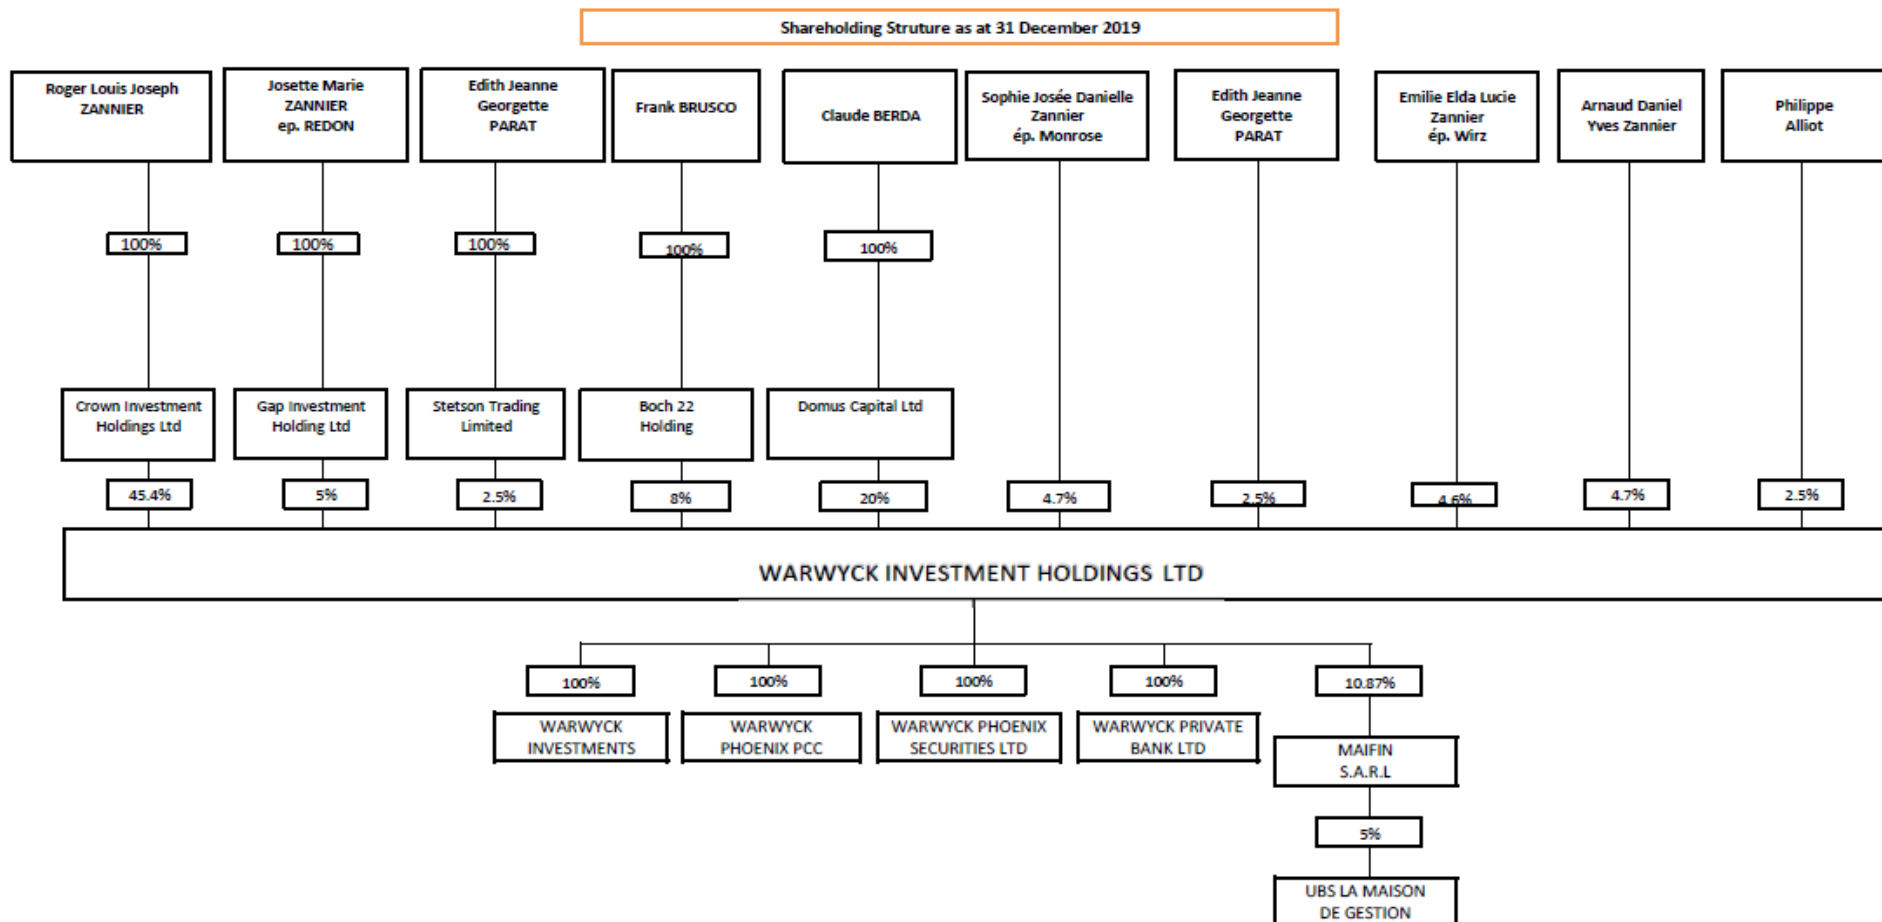 Shareholding Struture as at 31 December 2019
Roger Louis Joseph
ZANNIER
Josette Marie
ZANNIER
ep. REDON
Edith Jeanne
Georgette
PARAT
Frank BRUSCO
Claude BERDA
Sophie Josée Danielle
Zannier
ép. Monrose
Edith Jeanne
Georgette
PARAT
Emilie Elda Lucie
Zannier
ép. Wirz
Arnaud Daniel
Yves Zannier
Philippe
Alliot
100%
100%
100%
100%
100%
Crown Investment
Holdings Ltd
Gap Investment
Holding Ltd
Stetson Trading
Limited
Boch 22
Holding
Domus Capital Ltd
45.4%
5%
2.5%
8%
20%
4.7%
2.5%
4.6%
4.7%
2.5%
WARWYCK INVESTMENT HOLDINGS LTD
100%
100%
100%
100%
10.87%
WARWYCK
INVESTMENTS
WARWYCK
PHOENIX PCC
WARWYCK PHOENIX
SECURITIES LTD
WARWYCK PRIVATE
BANK LTD
MAIFIN
S.A.R.L
5%
UBS LA MAISON
DE GESTION